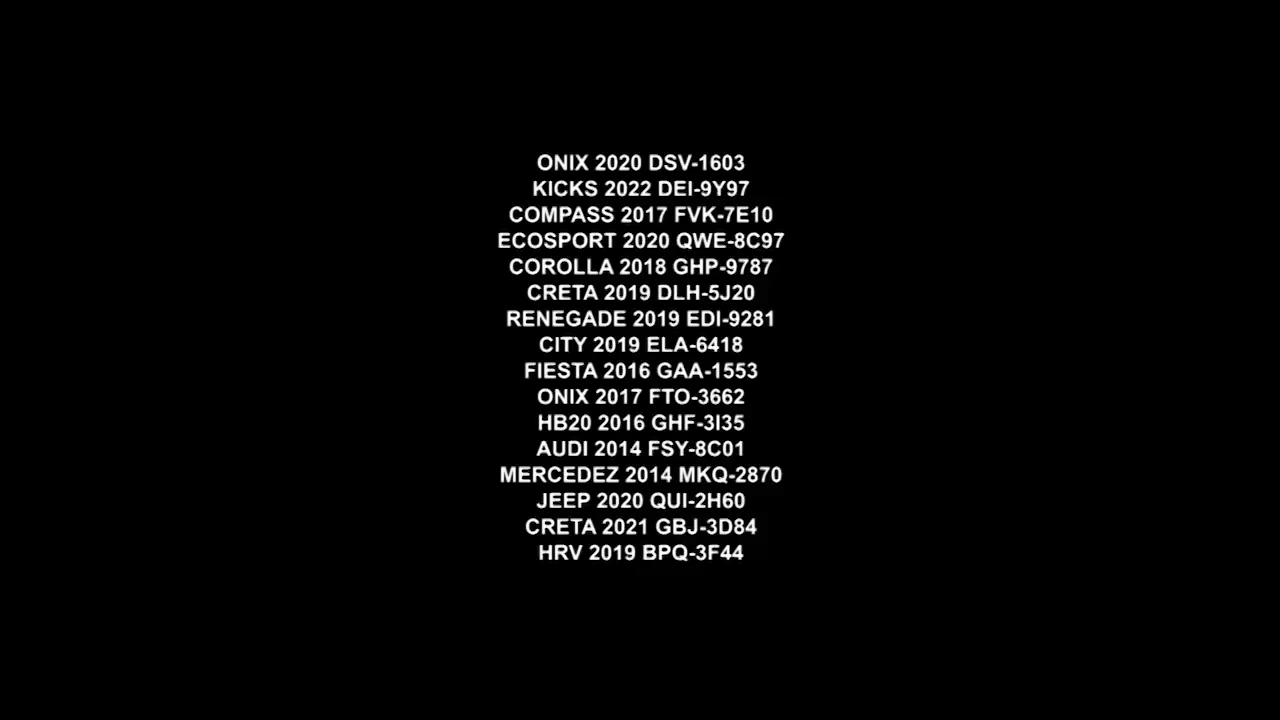 ONIX 2020 DSV-1603
KICKS 2022 DEI-9Y97
COMPASS 2017 FVK-7E10
ECOSPORT 2020 QWE-8C97
COROLLA 2018 GHP-9787
CRETA 2019 DLH-5J20
RENEGADE 2019 EDI-9281
CITY 2019 ELA-6418
FIESTA 2016 GAA-1553
ONIX 2017 FTO-3662
HB20 2016 GHF-3I35
AUDI 2014 FSY-8C01
MERCEDEZ 2014 MKQ-2870
JEEP 2020 QUI-2H60
CRETA 2021 GBJ-3D84
HRV 2019 BPQ-3F44